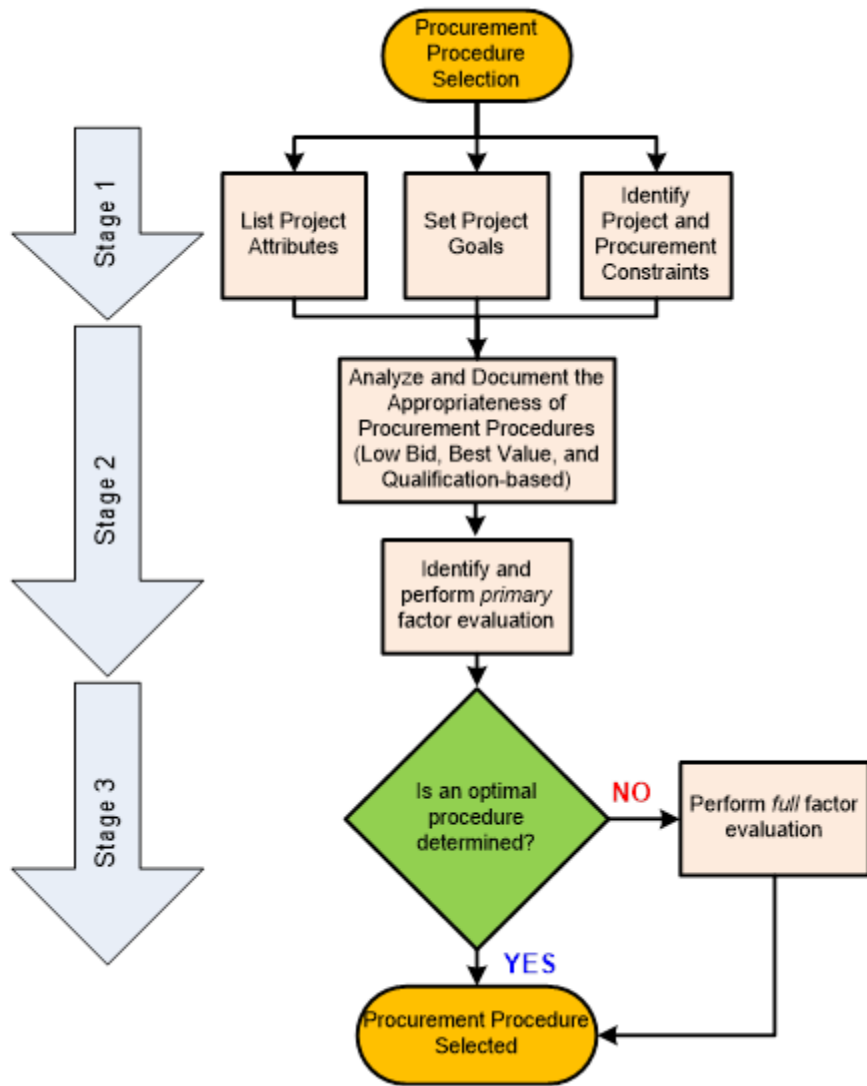 Procurement
Procedure
Selection
Stage 1
List Project
Attributes
Set Project
Goals
Identify
Project and
Procurement
Constraints
Stage 2
Analyze and Document the
Appropriateness of
Procurement Procedures
(Low Bid, Best Value, and
Qualification-based)
Identify and
perform primary
factor evaluation
Stage 3
Is an optimal
procedure
determined?
NO
Perform full factor
evaluation
YES
Procurement Procedure
Selected